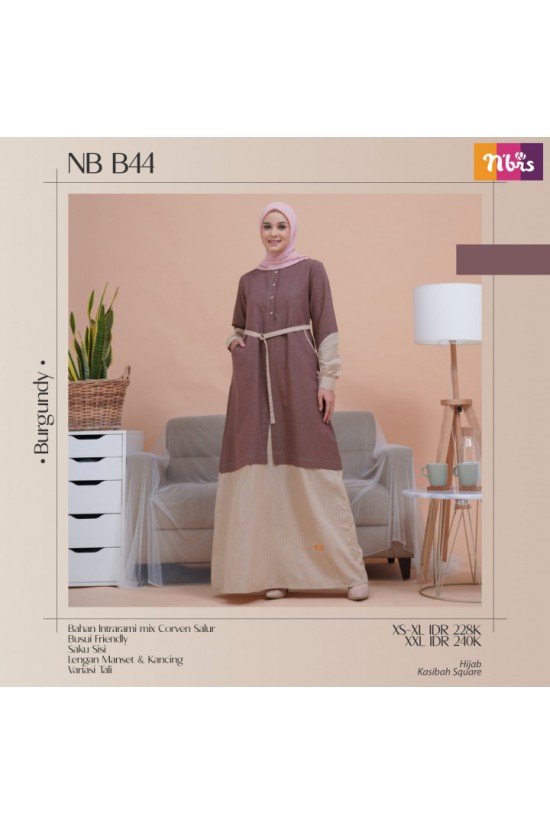 NB B44
N'brs
• Burgundy •
Bahan Intrarami mix Corven Salur
Busui Friendly
Saku Sisi
Lengan Manset & Kancing
Variasi Tali
XS-XL IDR 228K
XXL IDR 240K
Hijab
Kasibah Square